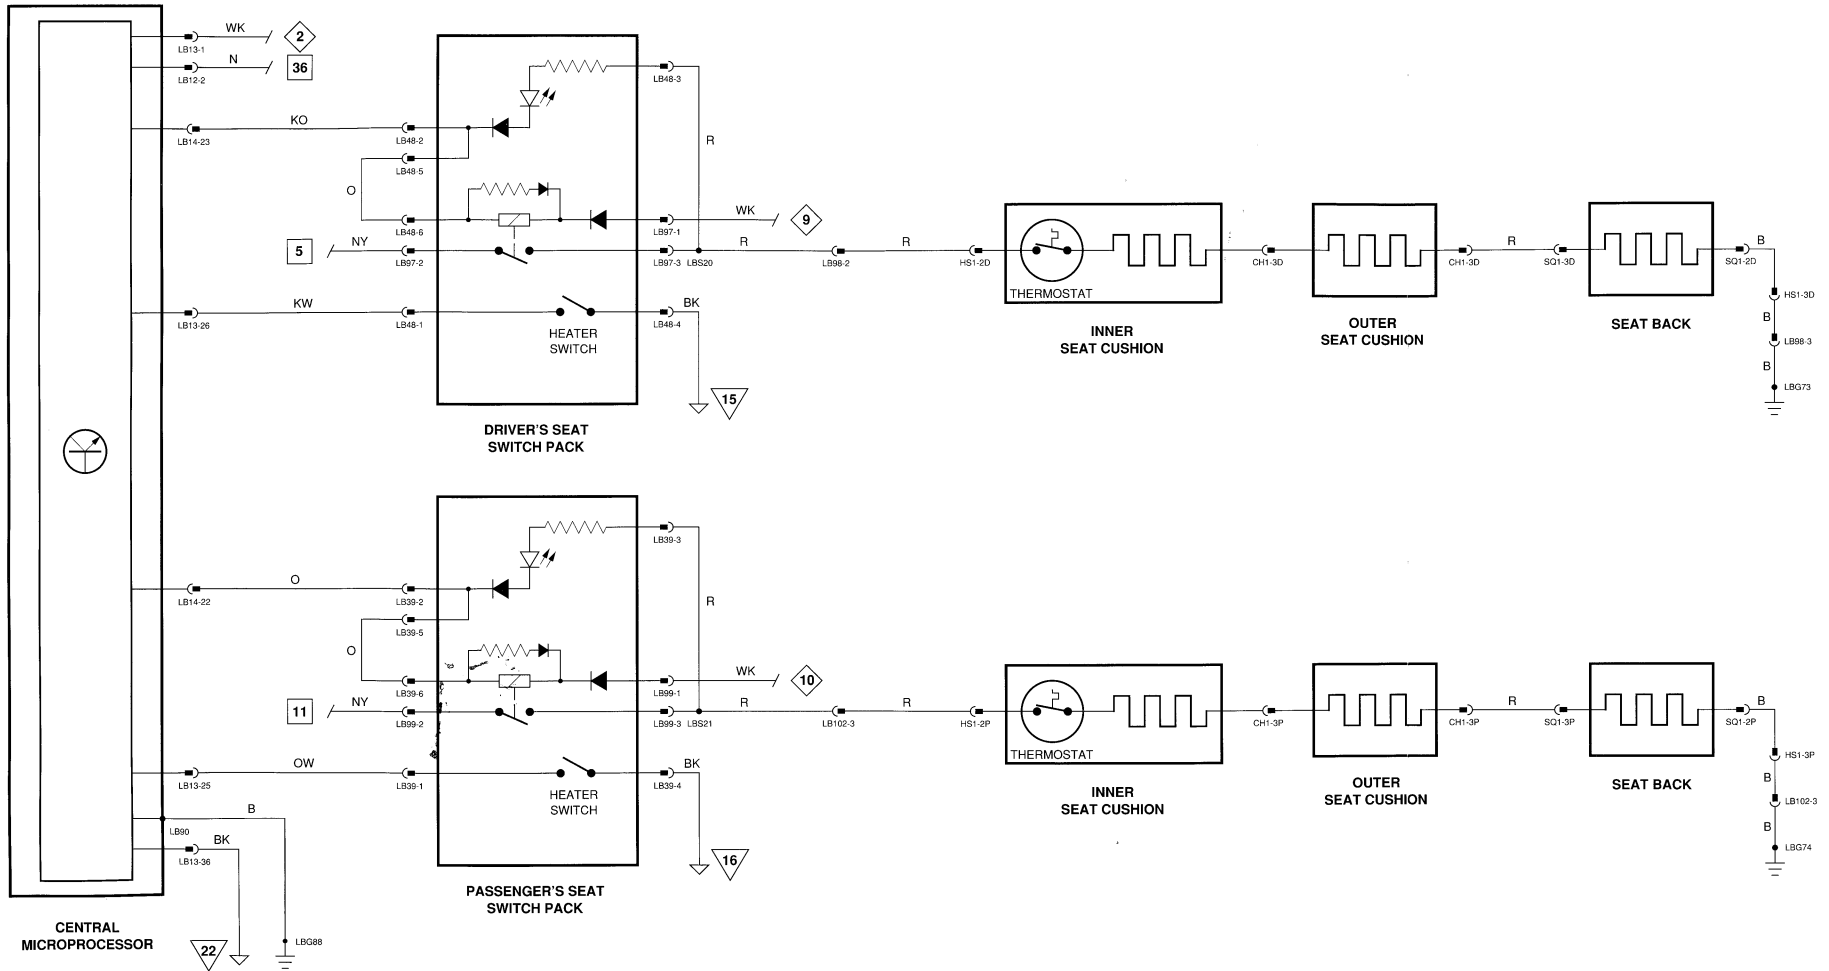 WK
2
LB13-1
N
36
LB12-2
KO
LB14-23
LB48-2
LB48-3
LB48-5
R
O
LB48-6
WK
9
LB97-1
5
NY
LB97-2
LB97-3
LBS20
R
LB98-2
R
HS1-2D
THERMOSTAT
INNER
SEAT CUSHION
CH1-3D
OUTER
SEAT CUSHION
CH1-3D
R
SQ1-3D
SEAT BACK
SQ1-2D
B
HS1-3D
B
LB98-3
B
LBG73
KW
LB13-26
LB48-1
HEATER
SWITCH
BK
LB48-4
15
DRIVER'S SEAT
SWITCH PACK
LB39-3
O
LB14-22
LB39-2
LB39-5
R
O
LB39-6
WK
10
LB99-1
11
NY
LB99-2
LB99-3
LBS21
R
LB102-3
R
HS1-2P
THERMOSTAT
INNER
SEAT CUSHION
CH1-3P
OUTER
SEAT CUSHION
CH1-3P
R
SQ1-3P
SEAT BACK
SQ1-2P
B
HS1-3P
B
LB102-3
B
LBG74
OW
LB13-25
LB39-1
HEATER
SWITCH
BK
LB39-4
16
B
LB90
BK
LB13-36
PASSENGER'S SEAT
SWITCH PACK
CENTRAL
MICROPROCESSOR
22
LBG88